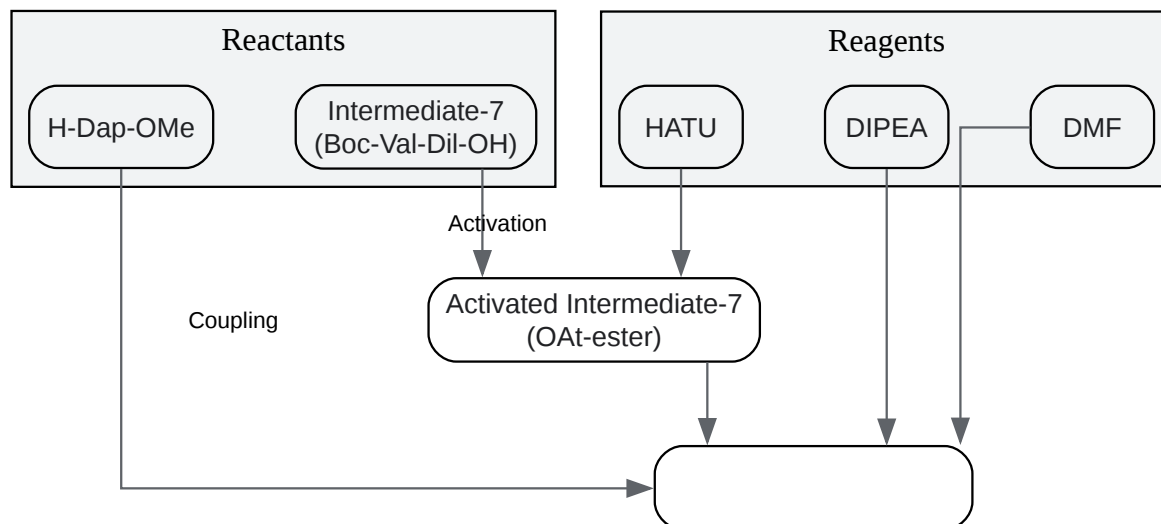 Reactants
Reagents
H-Dap-OMe
Intermediate-7
(Boc-Val-Dil-OH)
HATU
DIPEA
DMF
Activation
Activated Intermediate-7
(OAt-ester)
Coupling